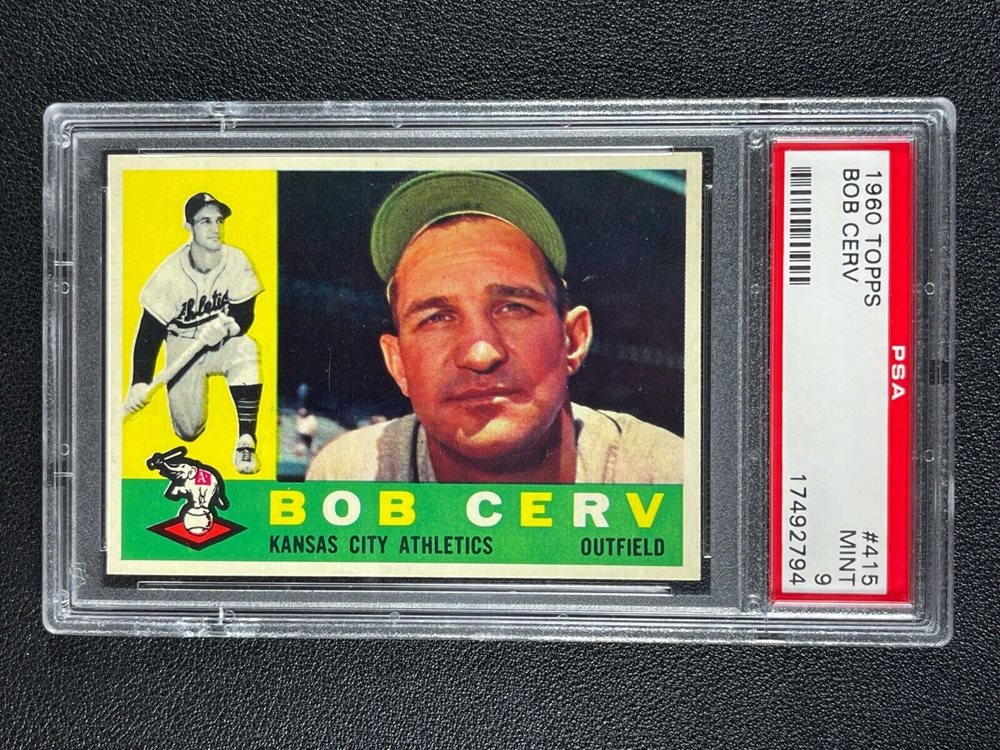 Athletics
A's
BOB CERV
KANSAS CITY ATHLETICS OUTFIELD
1960 TOPPS #415
BOB CERV MINT
9
17492794
PSA